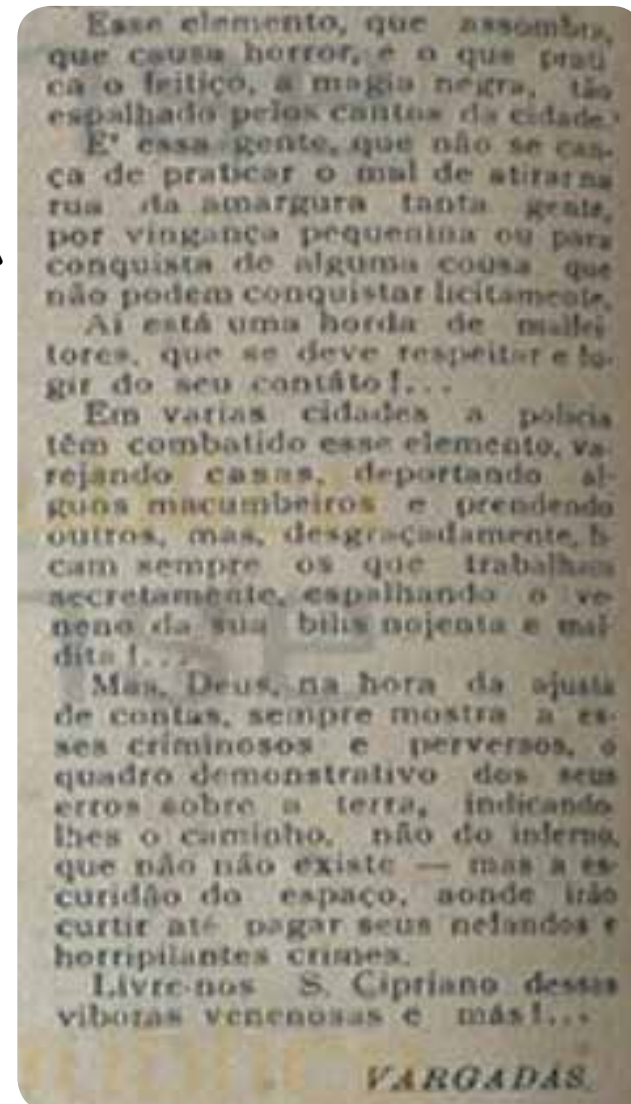 Esse elemento, que assombra,
que causa horror, é o que prati
ca o feitiço, a magia negra, tão
espalhado pelos cantos da cidade.
E' essa gente, que não se can-
ça de praticar o mal de atirar na
rua da amargura tanta gente,
por vingança pequenina ou para
conquista de alguma cousa que
não podem conquistar licitamente.
Aí está uma horda de malfei
tores, que se deve respeitar e fu-
gir do seu contáto!...
Em varias cidades a policia
têm combatido esse elemento, va-
rejando casas, deportando al-
guns macumbeiros e prendendo
outros, mas, desgraçadamente, fi-
cam sempre os que trabalham
secretamente, espalhando o ve-
neno da sua bilis nojenta e mal-
dita!...
Mas, Deus, na hora da ajusta
de contas, sempre mostra a es-
ses criminosos e perversos, o
quadro demonstrativo dos seus
erros sobre a terra, indicando
lhes o caminho, não do inferno,
que não não existe — mas a es-
curidão do espaço, aonde irão
curtir até pagar seus nefandos e
horripilantes crimes.
Livre-nos S. Cipriano dessas
viboras venenosas e más!...
VARGADAS.